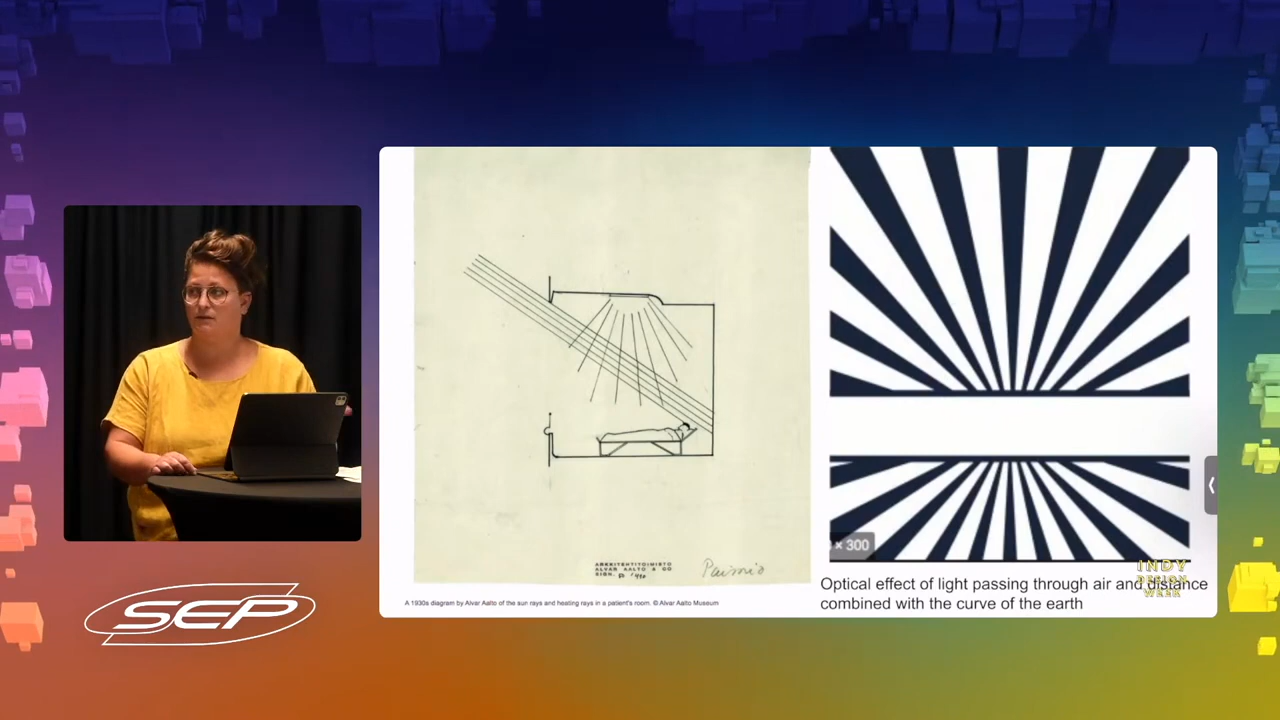 ARKKITEHTITOIMISTO
ALVAR AALTO & CO
SIGN.
Paimio
A 1930s diagram by Alvar Aalto of the sun rays and heating rays in a patient's room. © Alvar Aalto Museum
× 300
Optical effect of light passing through air and distance
combined with the curve of the earth
INDY
DESIGN
WEEK
SEP